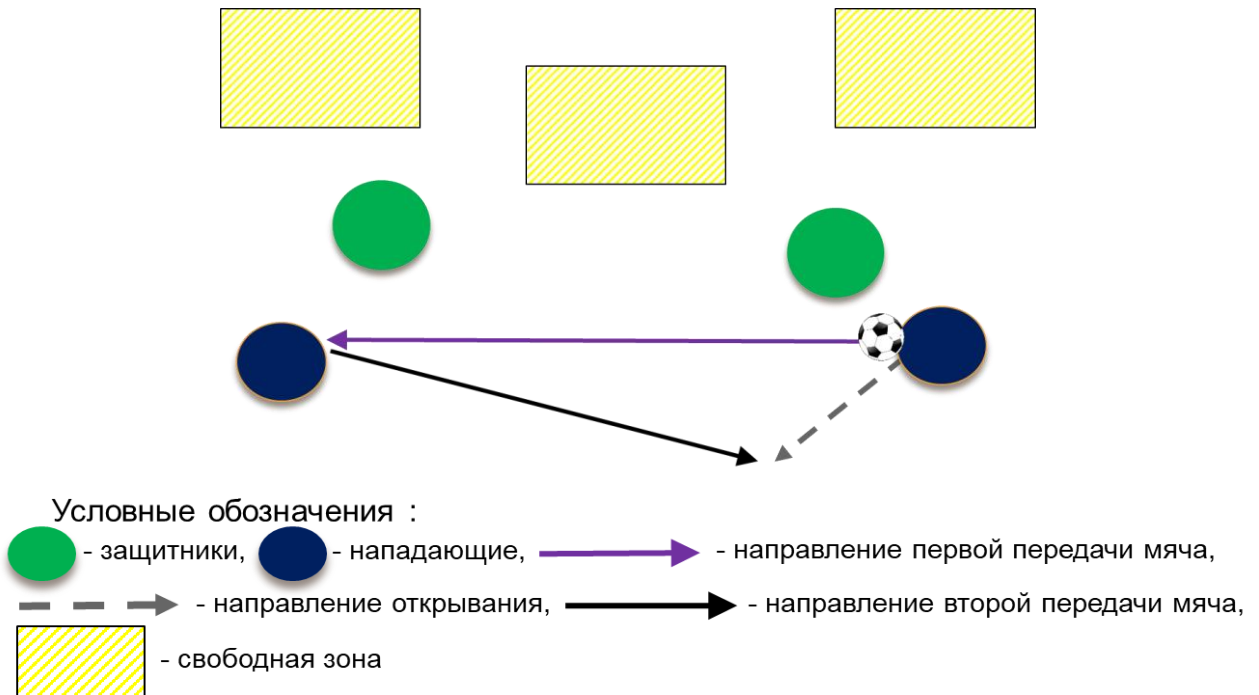 Условные обозначения :
- защитники, - нападающие, - направление первой передачи мяча,
- направление открывания, - направление второй передачи мяча,
- свободная зона